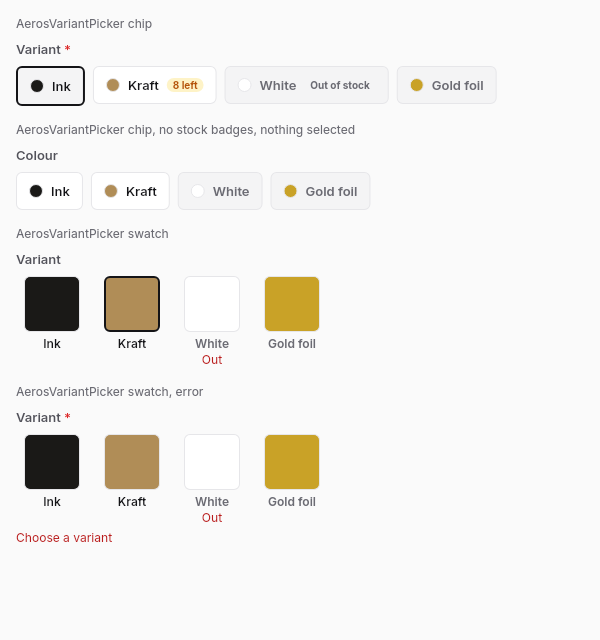 AerosVariantPicker chip
Variant *
Ink Kraft 8 left White Out of stock Gold foil
AerosVariantPicker chip, no stock badges, nothing selected
Colour
Ink Kraft White Gold foil
AerosVariantPicker swatch
Variant
Ink Kraft White Gold foil
Out
AerosVariantPicker swatch, error
Variant *
Ink Kraft White Gold foil
Out
Choose a variant